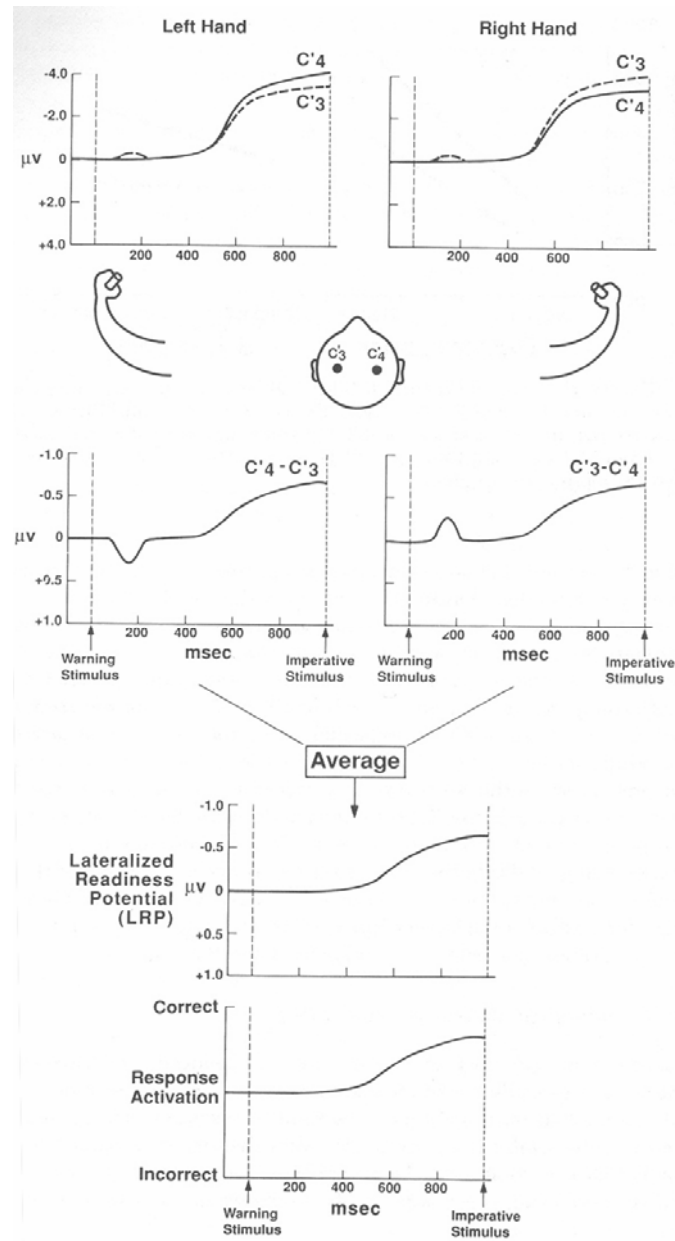 Left Hand
Right Hand
C'4
C'3
-4.0
-2.0
μv
0
+2.0
+4.0
200 400 600 800
C'3
C'4
200 400 600
C'3 C'4
C'4 - C'3
-1.0
-0.5
μv
0
+9.5
+1.0
200 400 600 800
msec
Warning
Stimulus
Imperative
Stimulus
C'3-C'4
200 400 600 800
msec
Warning
Stimulus
Imperative
Stimulus
Average
Lateralized
Readiness
Potential
(LRP)
-1.0
-0.5
μv
0
+0.5
+1.0
Correct
Response
Activation
Incorrect
200 400 600 800
msec
Warning
Stimulus
Imperative
Stimulus